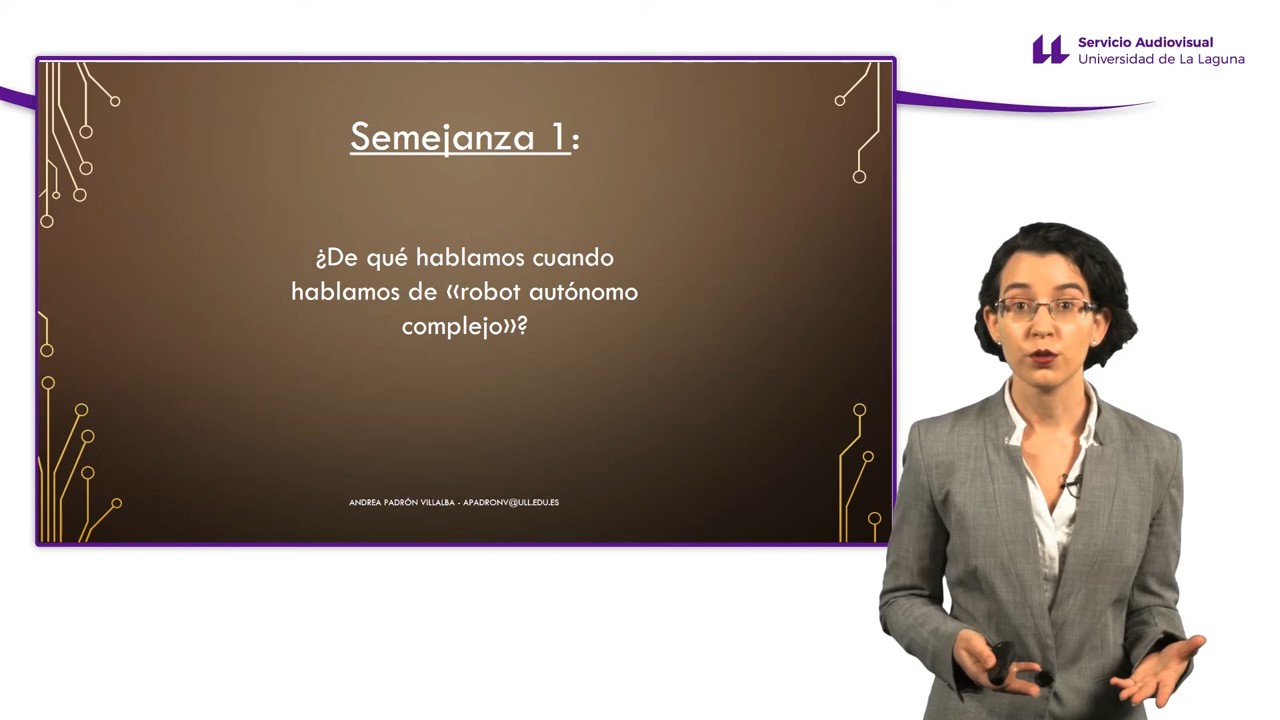 Servicio Audiovisual
Universidad de La Laguna
Semejanza 1:
¿De qué hablamos cuando
hablamos de «robot autónomo
complejo»?
ANDREA PADRÓN VILLALBA - APADRONV@ULL.EDU.ES